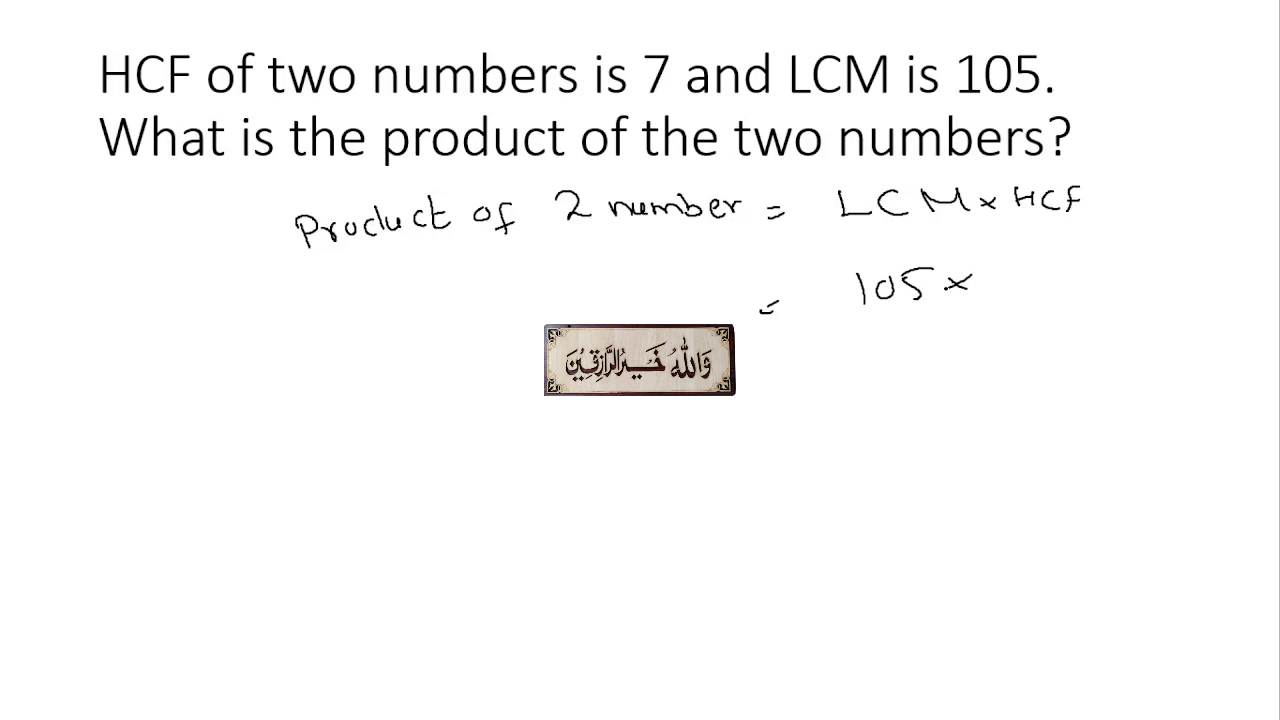 HCF of two numbers is 7 and LCM is 105.
What is the product of the two numbers?
Product of 2 number = LCM x HCF
= 105 x
وَاللّٰهُ خَيْرُ الرَّازِقِيْنَ